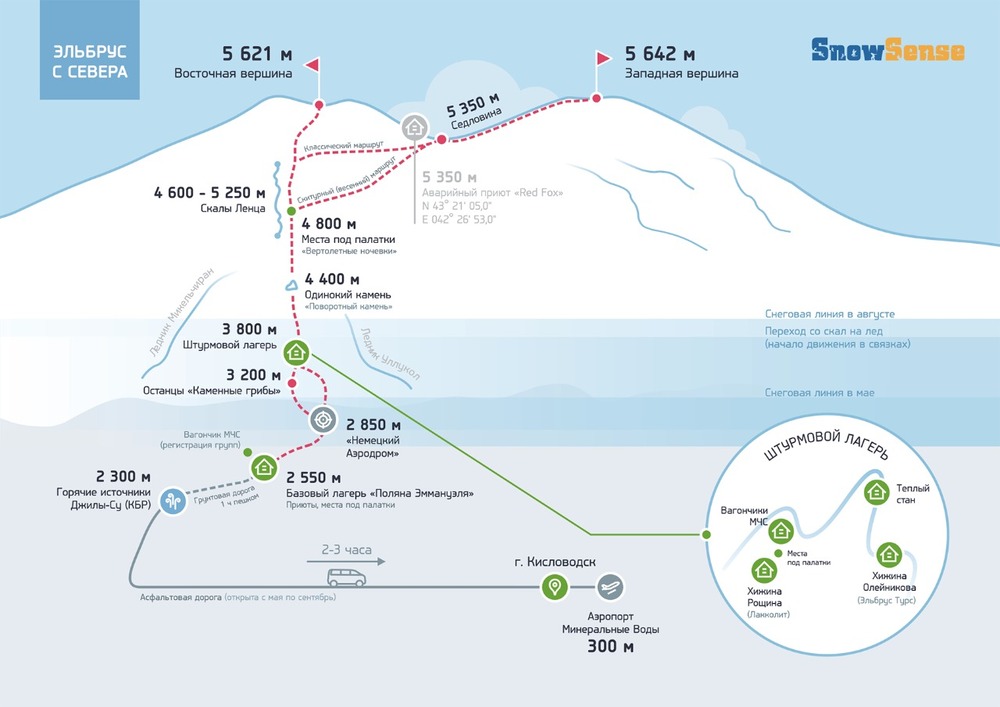 ЭЛЬБРУС
С СЕВЕРА
5 621 м
Восточная вершина
5 642 м
Западная вершина
SnowSense
5 350 м
Седловина
Классический маршрут
Скитурный (весенний) маршрут
5 350 м
Аварийный приют «Red Fox»
N 43° 21' 05,0"
E 042° 26' 53,0"
4 600 - 5 250 м
Скалы Ленца
4 800 м
Места под палатки
«Вертолетные ночевки»
4 400 м
Одинокий камень
«Поворотный камень»
Ледник Микельчиран
Ледник Уллукол
3 800 м
Штурмовой лагерь
Снеговая линия в августе
Переход со скал на лед
(начало движения в связках)
3 200 м
Останцы «Каменные грибы»
Снеговая линия в мае
2 850 м
«Немецкий
Аэродром»
Вагончик МЧС
(регистрация групп)
2 550 м
Базовый лагерь «Поляна Эммануэля»
Приюты, места под палатки
2 300 м
Горячие источники
Джилы-Су (КБР)
Грунтовая дорога
1 ч пешком
2-3 часа
Асфальтовая дорога (открыта с мая по сентябрь)
г. Кисловодск
Аэропорт
Минеральные Воды
300 м
ШТУРМОВОЙ ЛАГЕРЬ
Теплый
стан
Вагончики
МЧС
Места
под палатки
Хижина
Рощина
(Лакколит)
Хижина
Олейникова
(Эльбрус Турс)